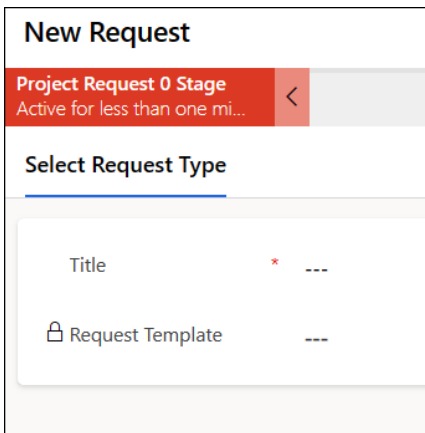 New Request
Project Request 0 Stage
Active for less than one mi...
Select Request Type
Title * ---
Request Template ---